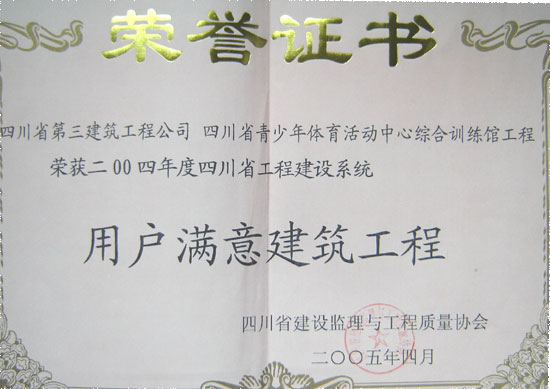 荣誉证书
四川省第三建筑工程公司 四川省青少年体育活动中心综合训练馆工程
荣获二00四年度四川省工程建设系统
用户满意建筑工程
四川省建设监理与工程质量协会
二〇〇五年四月